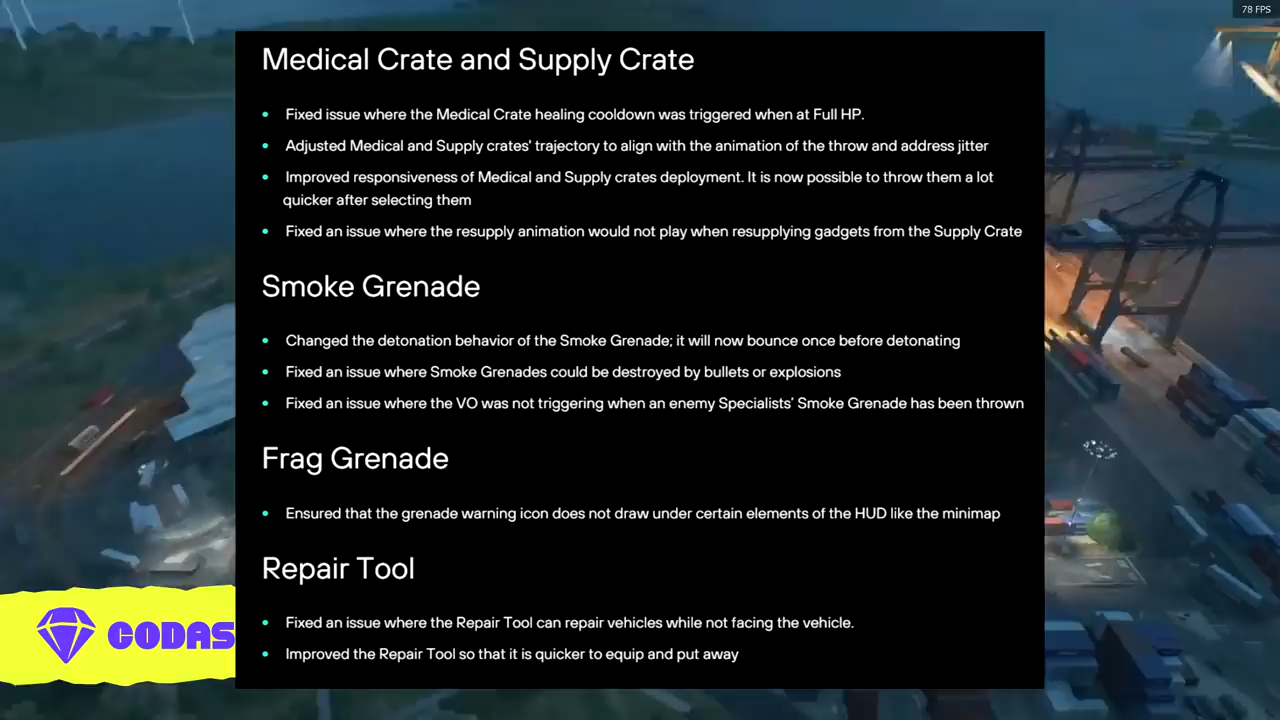 78 FPS
Medical Crate and Supply Crate
• Fixed issue where the Medical Crate healing cooldown was triggered when at Full HP.
• Adjusted Medical and Supply crates' trajectory to align with the animation of the throw and address jitter
• Improved responsiveness of Medical and Supply crates deployment. It is now possible to throw them a lot
quicker after selecting them
• Fixed an issue where the resupply animation would not play when resupplying gadgets from the Supply Crate
Smoke Grenade
• Changed the detonation behavior of the Smoke Grenade; it will now bounce once before detonating
• Fixed an issue where Smoke Grenades could be destroyed by bullets or explosions
• Fixed an issue where the VO was not triggering when an enemy Specialists' Smoke Grenade has been thrown
Frag Grenade
• Ensured that the grenade warning icon does not draw under certain elements of the HUD like the minimap
Repair Tool
• Fixed an issue where the Repair Tool can repair vehicles while not facing the vehicle.
• Improved the Repair Tool so that it is quicker to equip and put away
CODAS